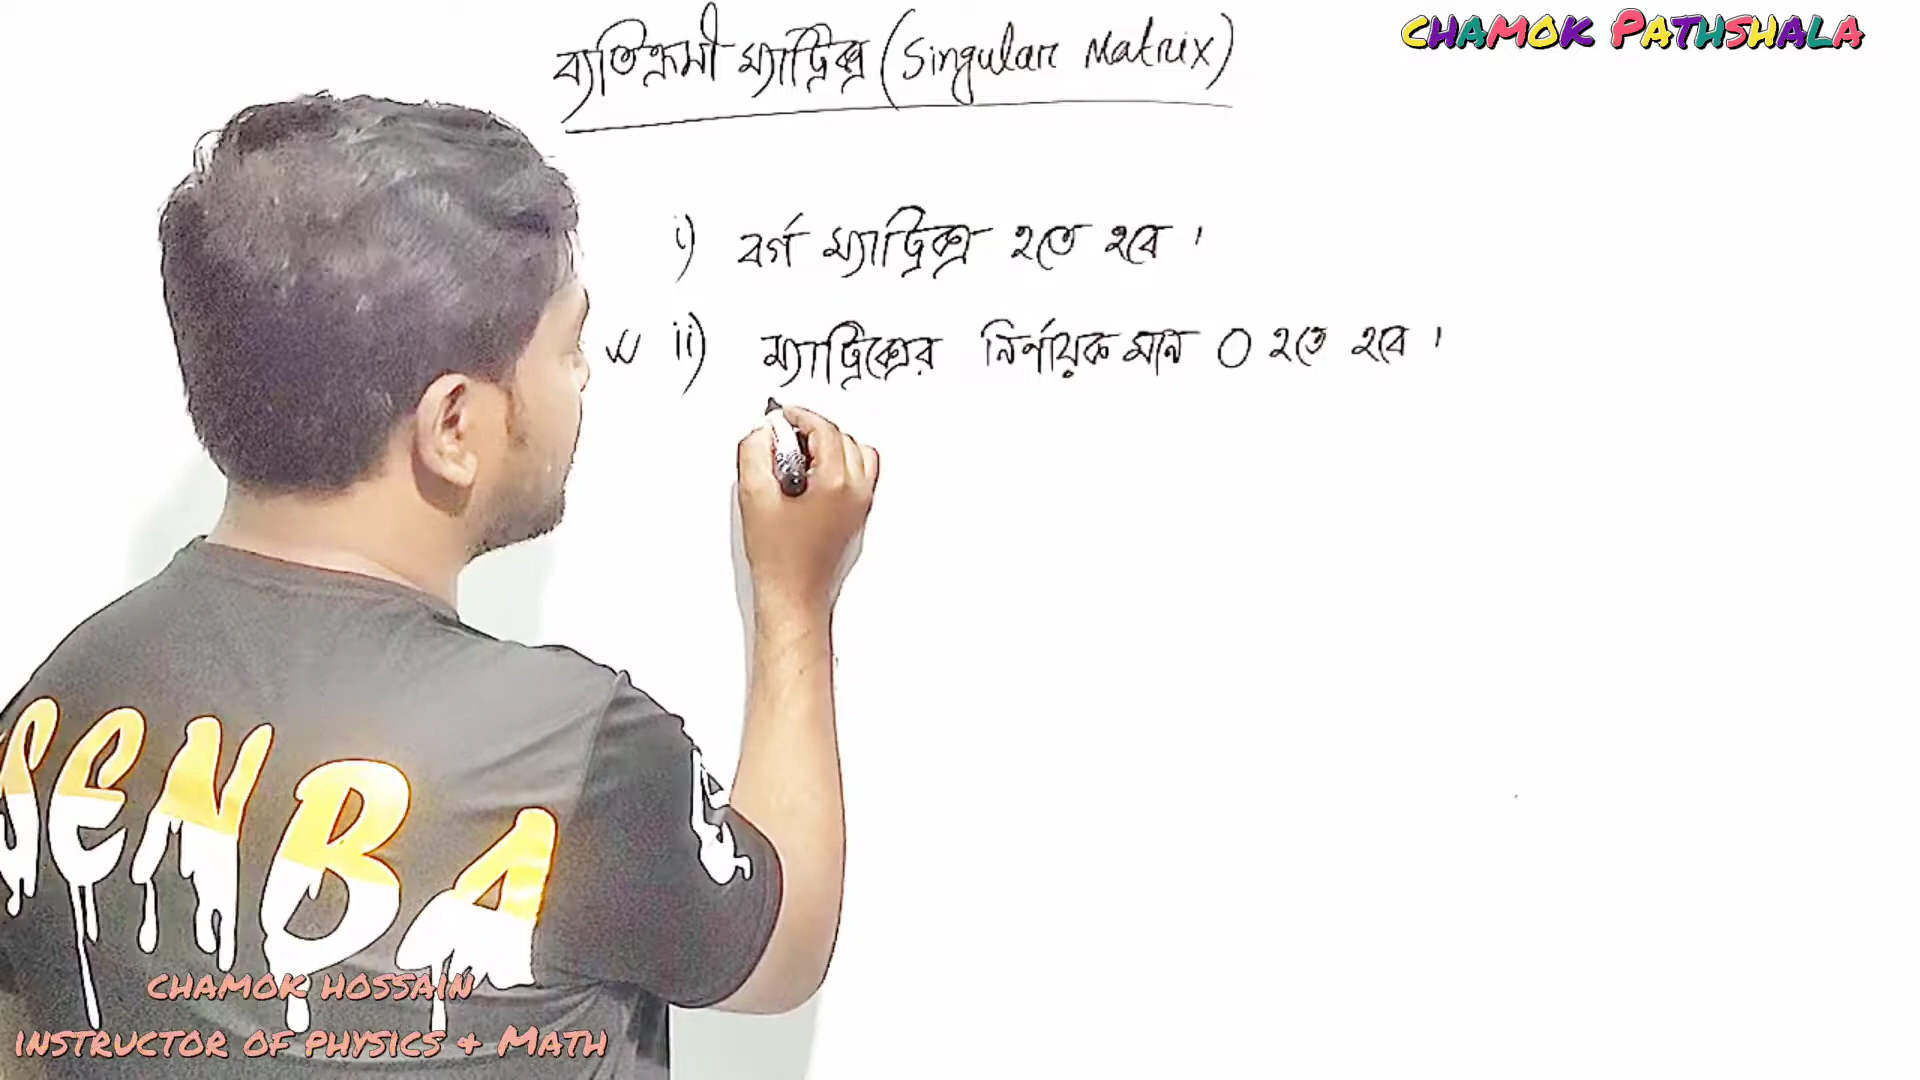 ব্যতিক্রমী ম্যাট্রিক্স (Singular Matrix)
CHAMOK PATHSHALA
i) বর্গ ম্যাট্রিক্স হতে হবে ।
ii) ম্যাট্রিক্সের নির্ণায়ক মান 0 হতে হবে ।
SENBA
CHAMOK HOSSAIN
INSTRUCTOR OF PHYSICS & MATH